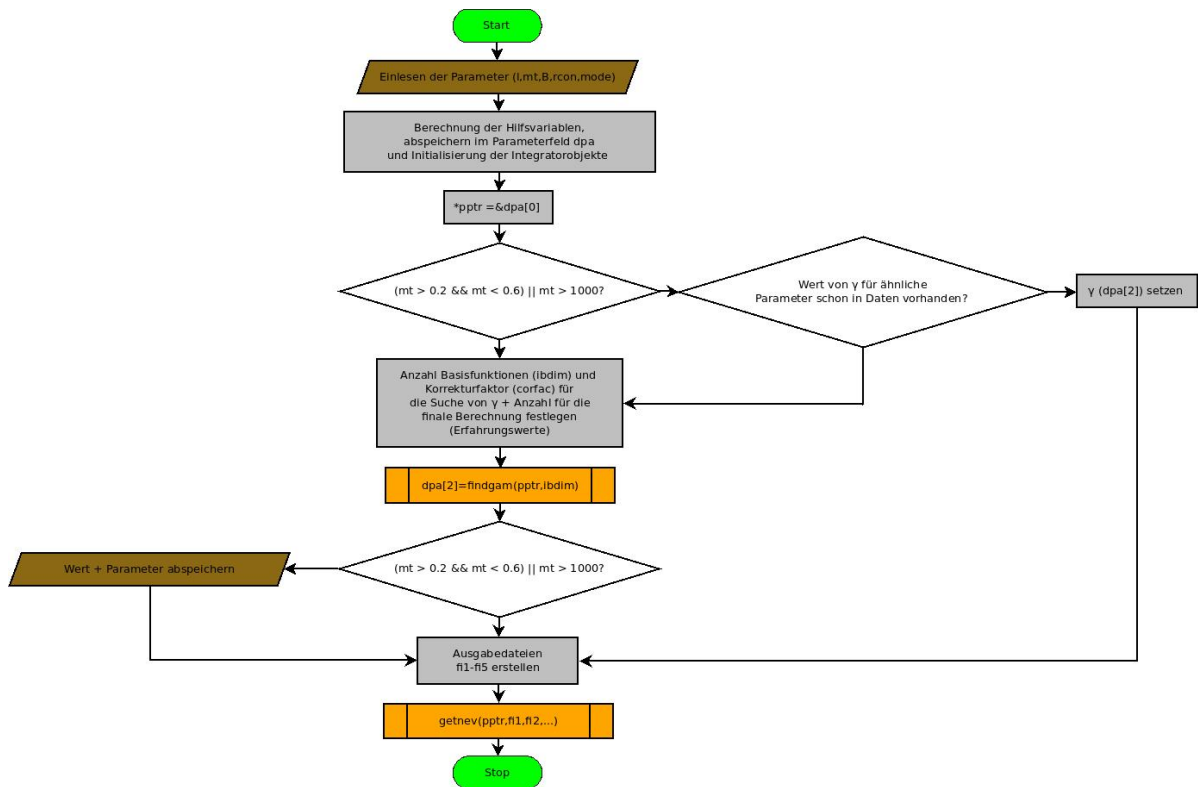 Start
Einlesen der Parameter (I,mt,B,rcon,mode)
Berechnung der Hilfsvariablen,
abspeichern im Parameterfeld dpa
und Initialisierung der Integratorobjekte
*pptr =&dpa[0]
(mt > 0.2 && mt < 0.6) || mt > 1000?
Wert von γ für ähnliche
Parameter schon in Daten vorhanden?
γ (dpa[2]) setzen
Anzahl Basisfunktionen (ibdim) und
Korrekturfaktor (corfac) für
die Suche von γ + Anzahl für die
finale Berechnung festlegen
(Erfahrungswerte)
dpa[2]=findgam(pptr,ibdim)
(mt > 0.2 && mt < 0.6) || mt > 1000?
Wert + Parameter abspeichern
Ausgabedateien
fi1-fi5 erstellen
getnev(pptr,fi1,fi2,...)
Stop